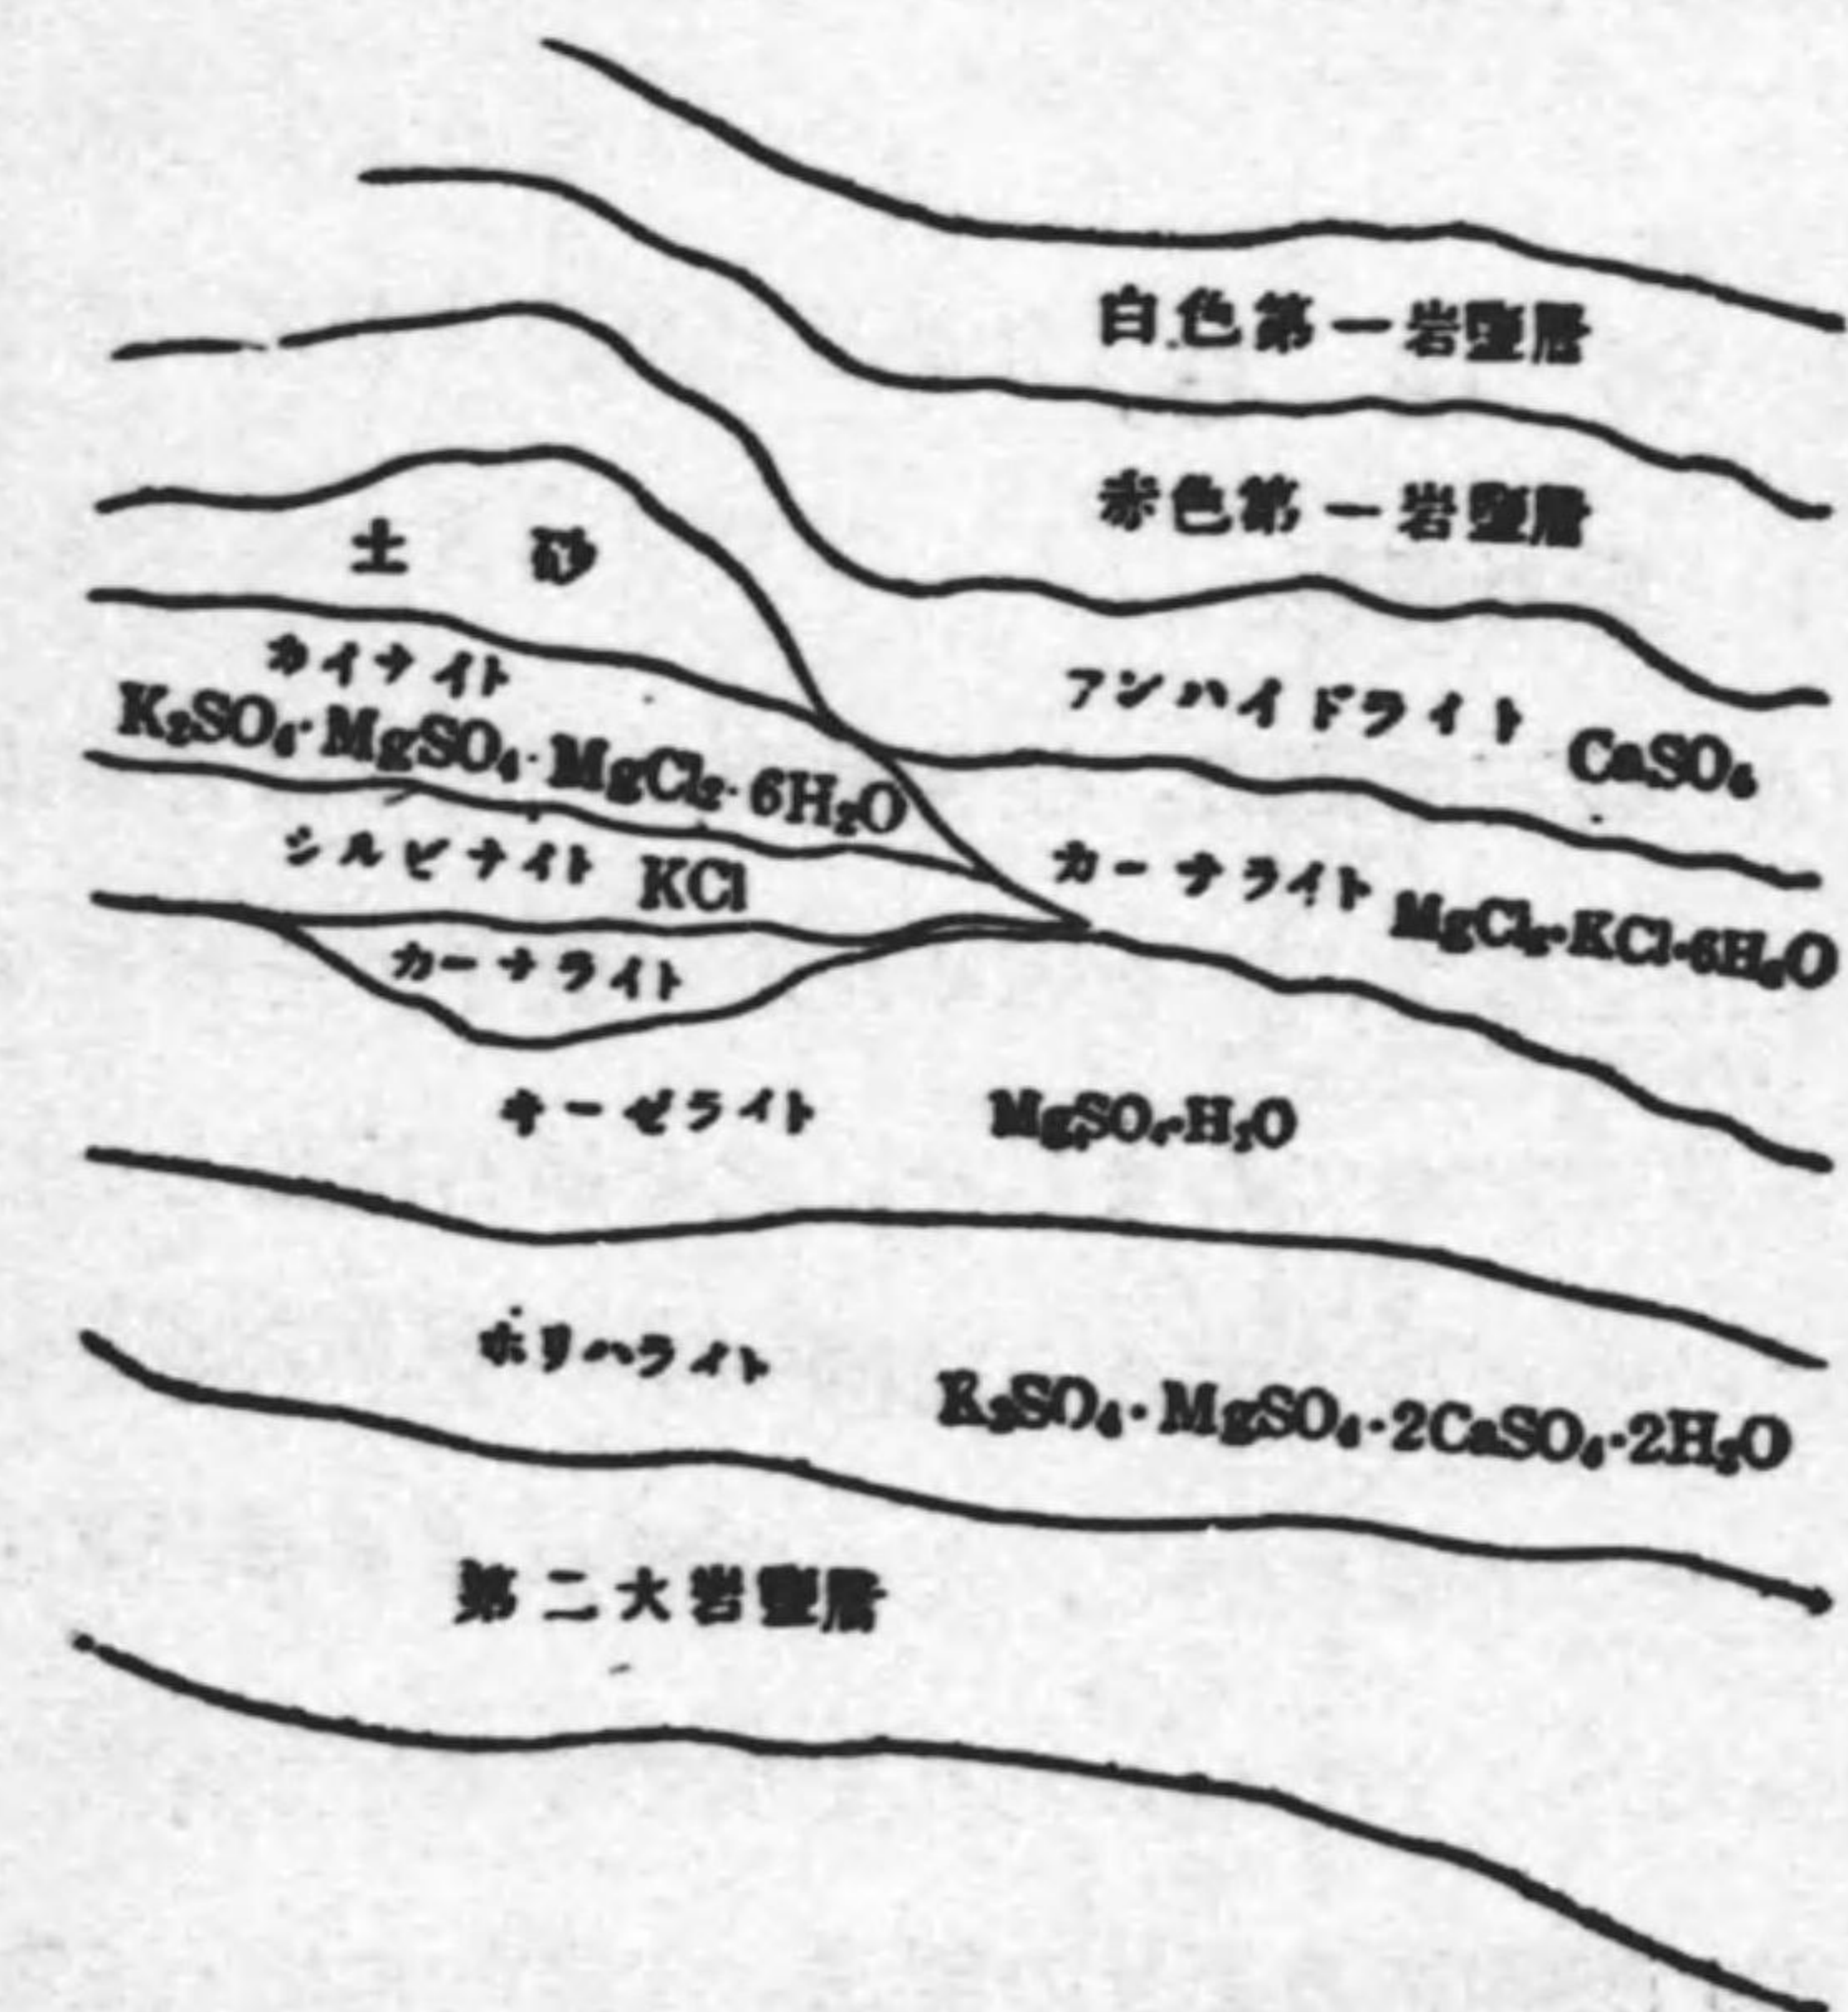 白色第一岩鹽層
赤色第一岩鹽層
土砂
カイナイト
K₂SO₄·MgSO₄·MgCl₂·6H₂O
アンハイドライト CaSO₄
シルビナイト KCl
カーナライト MgCl₂·KCl·6H₂O
カーナライト
キーゼライト MgSO₄·H₂O
ポリハライト K₂SO₄·MgSO₄·2CaSO₄·2H₂O
第二大岩鹽層